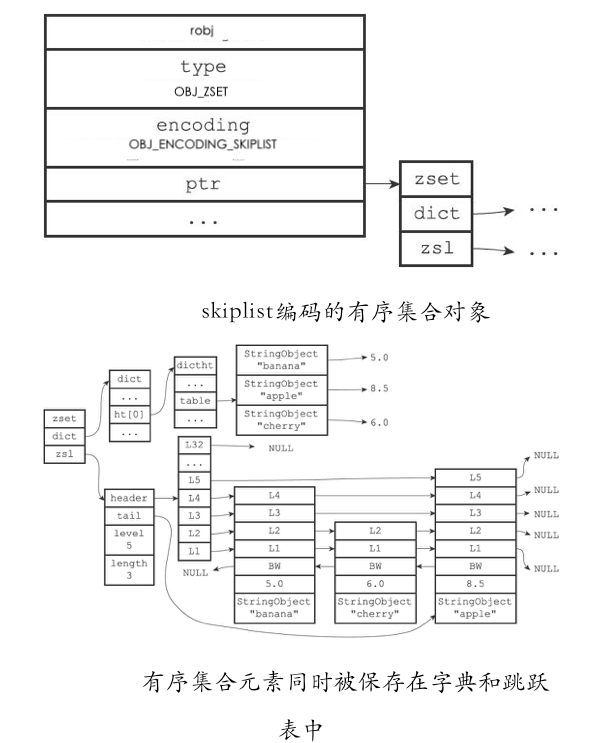 robj
type
OBJ_ZSET
encoding
OBJ_ENCODING_SKIPLIST
ptr
...
zset
dict
zsl
...
...
skiplist编码的有序集合对象
zset
dict
zsl
dict
...
ht[0]
...
dictht
...
table
...
StringObject
"banana"
5.0
StringObject
"apple"
8.5
StringObject
"cherry"
6.0
header
tail
level
5
length
3
L32
NULL
...
L5
L4
L3
L2
L1
NULL
L4
L3
L2
L1
BW
5.0
StringObject
"banana"
L2
L1
BW
6.0
StringObject
"cherry"
L5
L4
L3
L2
L1
BW
8.5
StringObject
"apple"
NULL
NULL
NULL
NULL
NULL
有序集合元素同时被保存在字典和跳跃
表中